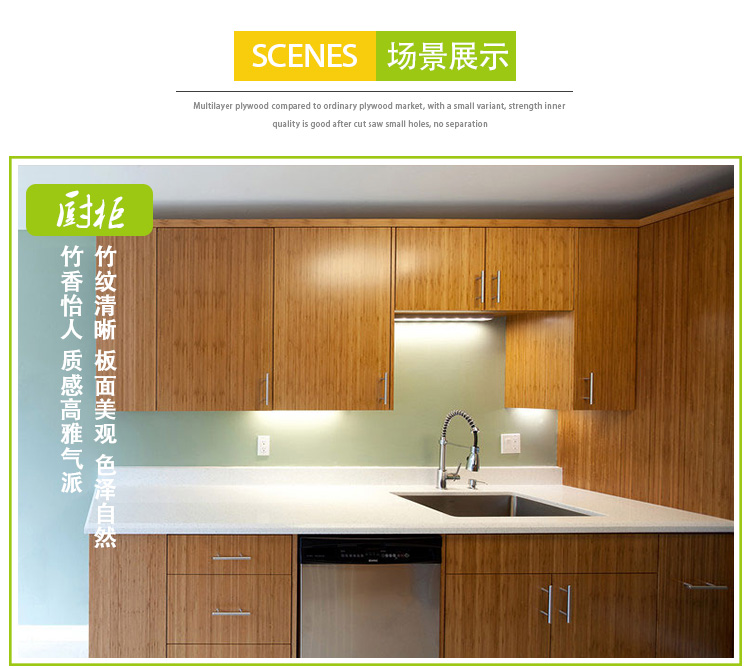 SCENES 场景展示
Multilayer plywood compared to ordinary plywood market, with a small variant, strength inner
quality is good after cut saw small holes, no separation
厨柜
竹纹清晰 板面美观 色泽自然
竹香怡人 质感高雅气派